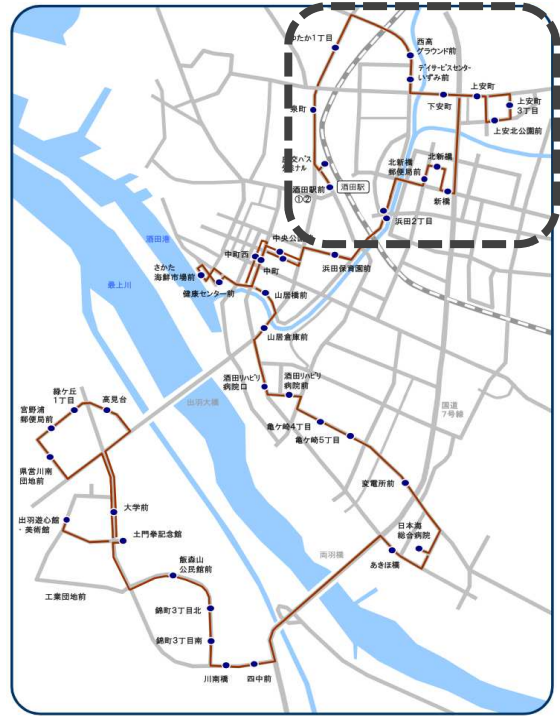 ゆたか1丁目
西高
グラウンド前
デイサービスセンター
いずみ前
上安町
上安町
3丁目
下安町
上安北公園前
泉町
北新橋
北新橋
郵便局前
新橋
酒田駅前
①②
酒田駅
浜田2丁目
中央公園
浜田保育園前
中町西
中町
酒田港
さかた
海鮮市場前
健康センター前
最上川
山居橋前
山居倉庫前
酒田リハビリ
病院口
酒田リハビリ
病院前
出羽大橋
国道
7号線
亀ケ崎4丁目
亀ケ崎5丁目
緑ケ丘
1丁目
高見台
宮野浦
郵便局前
県営川南
団地前
変電所前
大学前
出羽遊心館
・美術館
土門拳記念館
日本海
総合病院
あきほ橋
両羽橋
飯森山
公民館前
工業団地前
錦町3丁目北
錦町3丁目南
川南橋
四中前